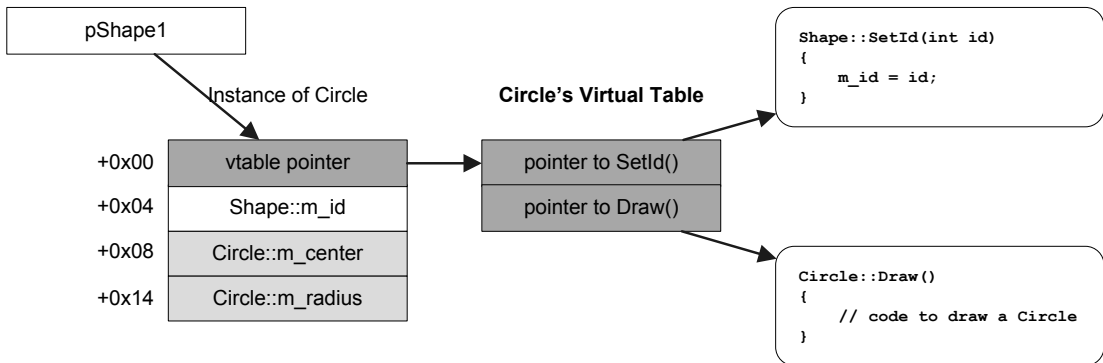 pShape1
Instance of Circle
Circle’s Virtual Table
+0x00
vtable pointer
+0x04
Shape::m_id
+0x08
Circle::m_center
+0x14
Circle::m_radius
pointer to SetId()
pointer to Draw()
Shape::SetId(int id)
{
    m_id = id;
}
Circle::Draw()
{
    // code to draw a Circle
}